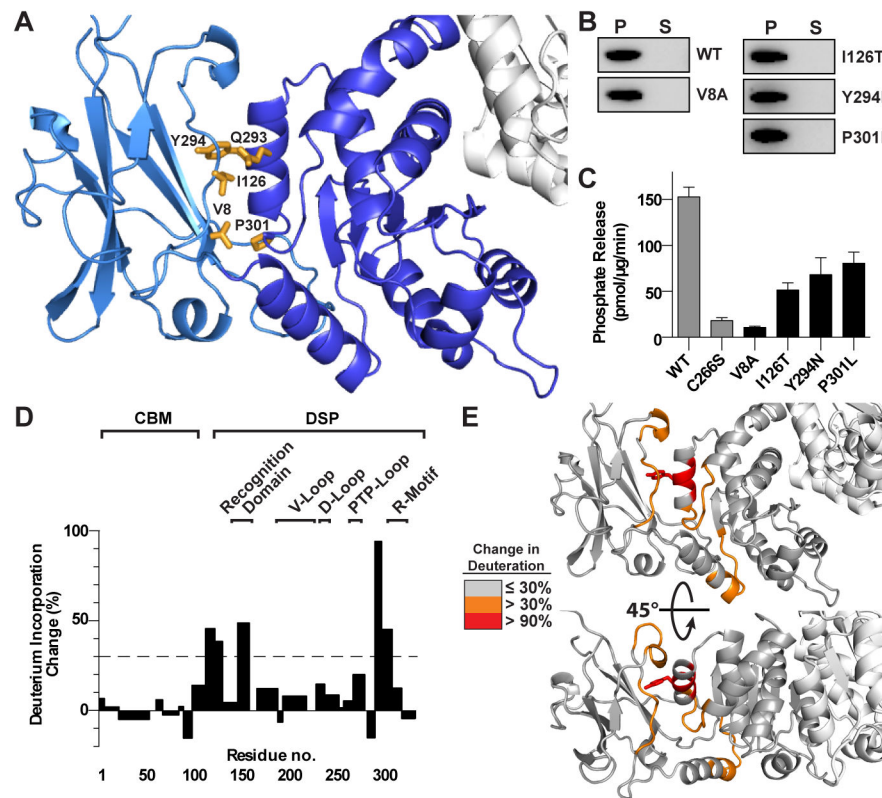 A
Y294
Q293
I126
V8
P301
B
P S
WT
V8A
P S
I126T
Y294
P301
C
Phosphate Release
(pmol/µg/min)
150
100
50
0
WT
C266S
V8A
I126T
Y294N
P301L
D
CBM
DSP
Recognition
Domain
V-Loop
D-Loop
PTP-Loop
R-Motif
Deuterium Incorporation
Change (%)
100
50
0
Residue no.
1 50 100 150 200 250 300
E
Change in
Deuteration
≤ 30%
> 30%
> 90%
45°